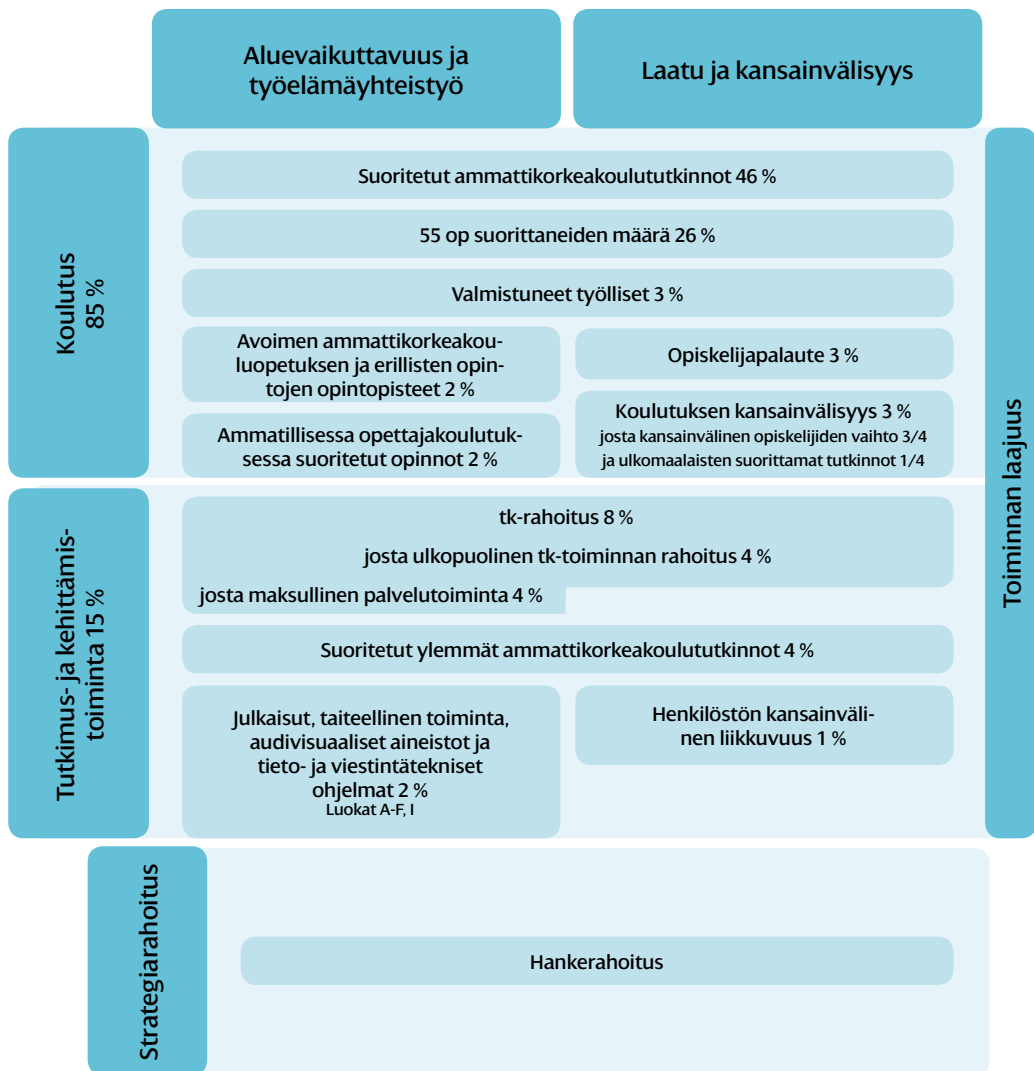 Aluevaikuttavuus ja
työelämäyhteistyö
Laatu ja kansainvälisyys
Koulutus
85 %
Suoritetut ammattikorkeakoulututkinnot 46 %
55 op suorittaneiden määrä 26 %
Valmistuneet työlliset 3 %
Avoimen ammattikorkeakou-
luopetuksen ja erillisten opin-
tojen opintopisteet 2 %
Ammatillisessa opettajakoulutuk-
sessa suoritetut opinnot 2 %
Opiskelijapalaute 3 %
Koulutuksen kansainvälisyys 3 %
josta kansainvälinen opiskelijoiden vaihto 3/4
ja ulkomaalaisten suorittamat tutkinnot 1/4
Toiminnan laajuus
Tutkimus- ja kehittämis-
toiminta 15 %
tk-rahoitus 8 %
josta ulkopuolinen tk-toiminnan rahoitus 4 %
josta maksullinen palvelutoiminta 4 %
Suoritetut ylemmät ammattikorkeakoulututkinnot 4 %
Julkaisut, taiteellinen toiminta,
audivisuaaliset aineistot ja
tieto- ja viestintätekniset
ohjelmat 2 %
Luokat A-F, I
Henkilöstön kansainväli-
nen liikkuvuus 1 %
Strategiarahoitus
Hankerahoitus